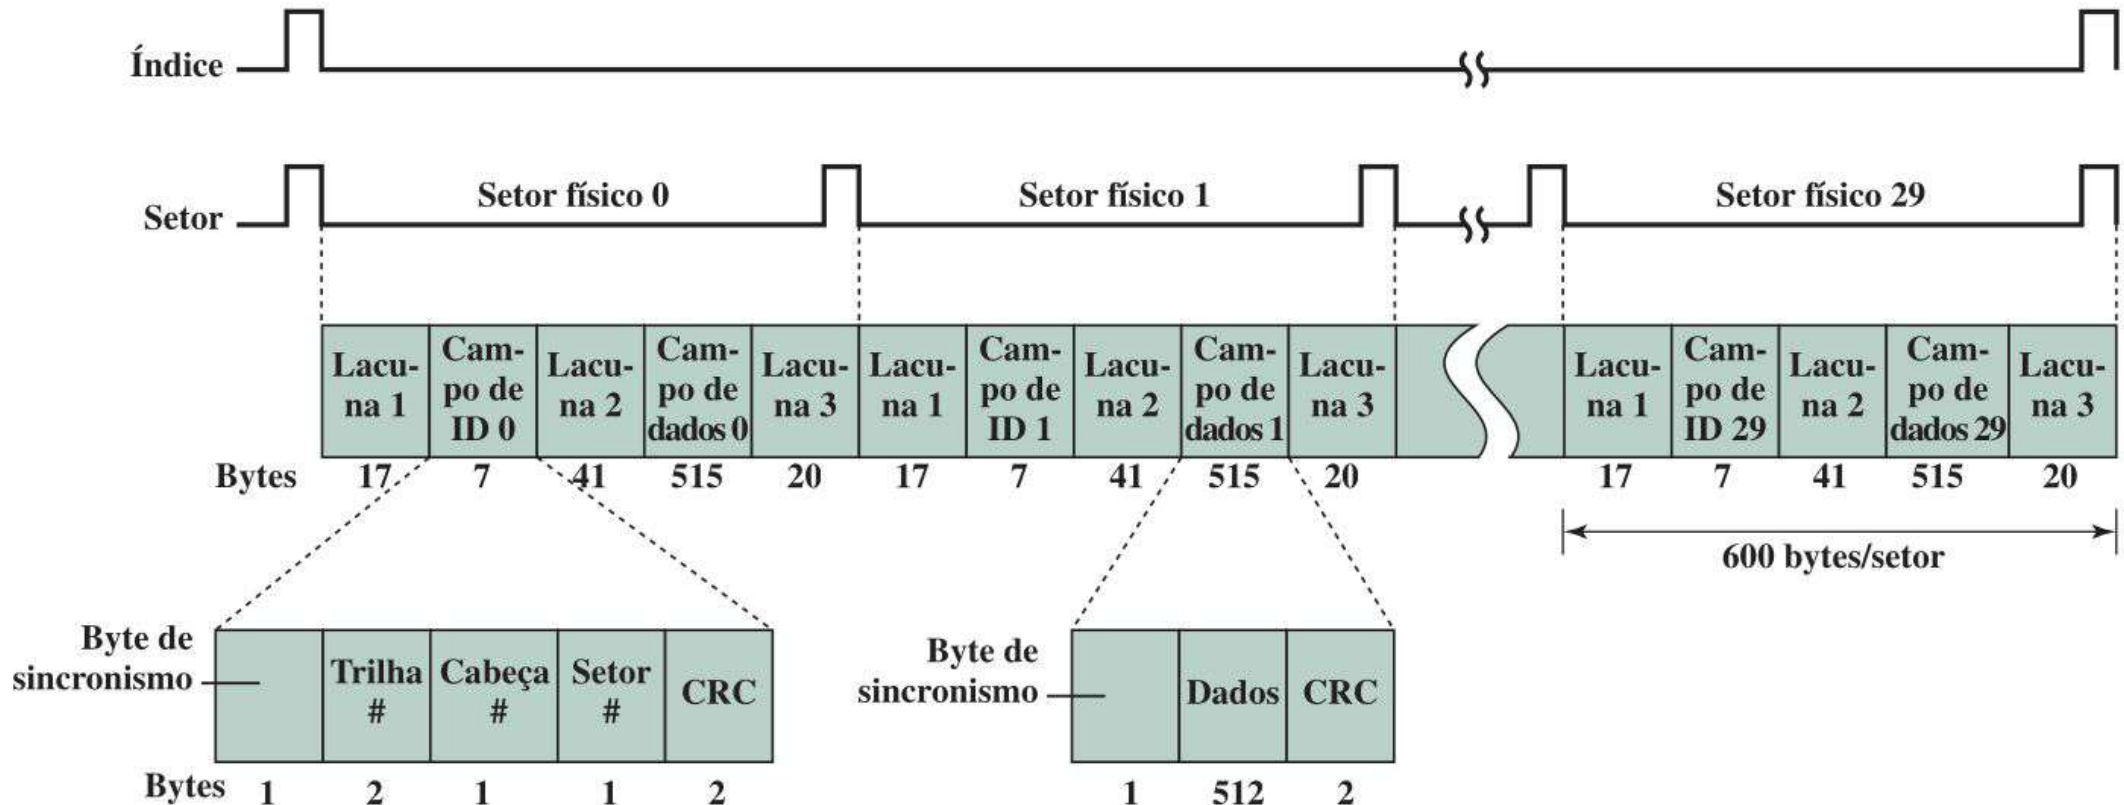 Índice
Setor
Setor físico 0
Setor físico 1
Setor físico 29
Lacu-
na 1
Cam-
po de
ID 0
Lacu-
na 2
Cam-
po de
dados 0
Lacu-
na 3
Lacu-
na 1
Cam-
po de
ID 1
Lacu-
na 2
Cam-
po de
dados 1
Lacu-
na 3
Lacu-
na 1
Cam-
po de
ID 29
Lacu-
na 2
Cam-
po de
dados 29
Lacu-
na 3
Bytes 17 7 41 515 20 17 7 41 515 20 17 7 41 515 20
600 bytes/setor
Byte de
sincronismo
Trilha
#
Cabeça
#
Setor
#
CRC
Bytes 1 2 1 1 2
Byte de
sincronismo
Dados
CRC
1 512 2